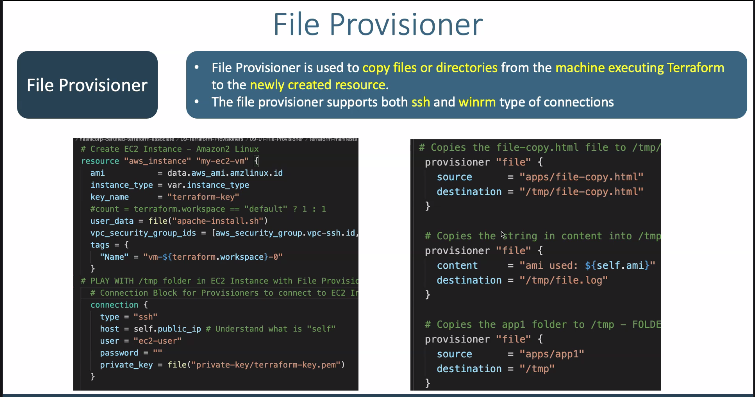 File Provisioner
File Provisioner
• File Provisioner is used to copy files or directories from the machine executing Terraform
to the newly created resource.
• The file provisioner supports both ssh and winrm type of connections
# Create EC2 Instance - Amazon2 Linux
resource "aws_instance" "my-ec2-vm" {
ami = data.aws_ami.amzlinux.id
instance_type = var.instance_type
key_name = "terraform-key"
#count = terraform.workspace == "default" ? 1 : 1
user_data = file("apache-install.sh")
vpc_security_group_ids = [aws_security_group.vpc-ssh.id,
tags = {
"Name" = "vm-${terraform.workspace}-0"
}
# PLAY WITH /tmp folder in EC2 Instance with File Provisio
# Connection Block for Provisioners to connect to EC2 In
connection {
type = "ssh"
host = self.public_ip # Understand what is "self"
user = "ec2-user"
password = ""
private_key = file("private-key/terraform-key.pem")
}
# Copies the file-copy.html file to /tmp/
provisioner "file" {
source = "apps/file-copy.html"
destination = "/tmp/file-copy.html"
}
# Copies the string in content into /tmp
provisioner "file" {
content = "ami used: ${self.ami}"
destination = "/tmp/file.log"
}
# Copies the app1 folder to /tmp - FOLDE
provisioner "file" {
source = "apps/app1"
destination = "/tmp"
}